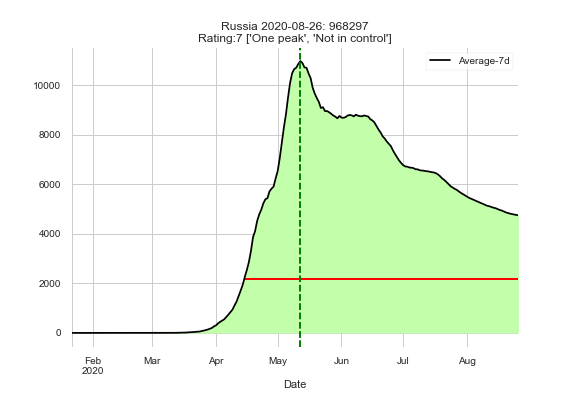 Russia 2020-08-26: 968297
Rating:7 ['One peak', 'Not in control']
Average-7d
10000
8000
6000
4000
2000
0
Feb
2020
Mar
Apr
May
Jun
Jul
Aug
Date